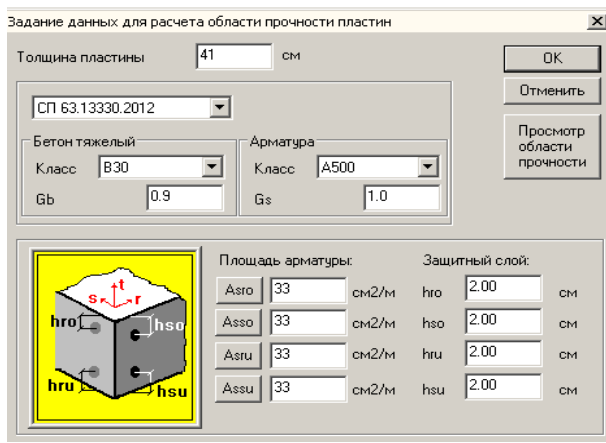 Задание данных для расчета области прочности пластин
Толщина пластины 41 см
OK
Отменить
Просмотр
области
прочности
СП 63.13330.2012
Бетон тяжелый
Класс B30
Gb 0.9
Арматура
Класс A500
Gs 1.0
Площадь арматуры: Защитный слой:
Asro 33 см2/м hro 2.00 см
Asso 33 см2/м hso 2.00 см
Asru 33 см2/м hru 2.00 см
Assu 33 см2/м hsu 2.00 см
t
s r
hro hso
hru hsu